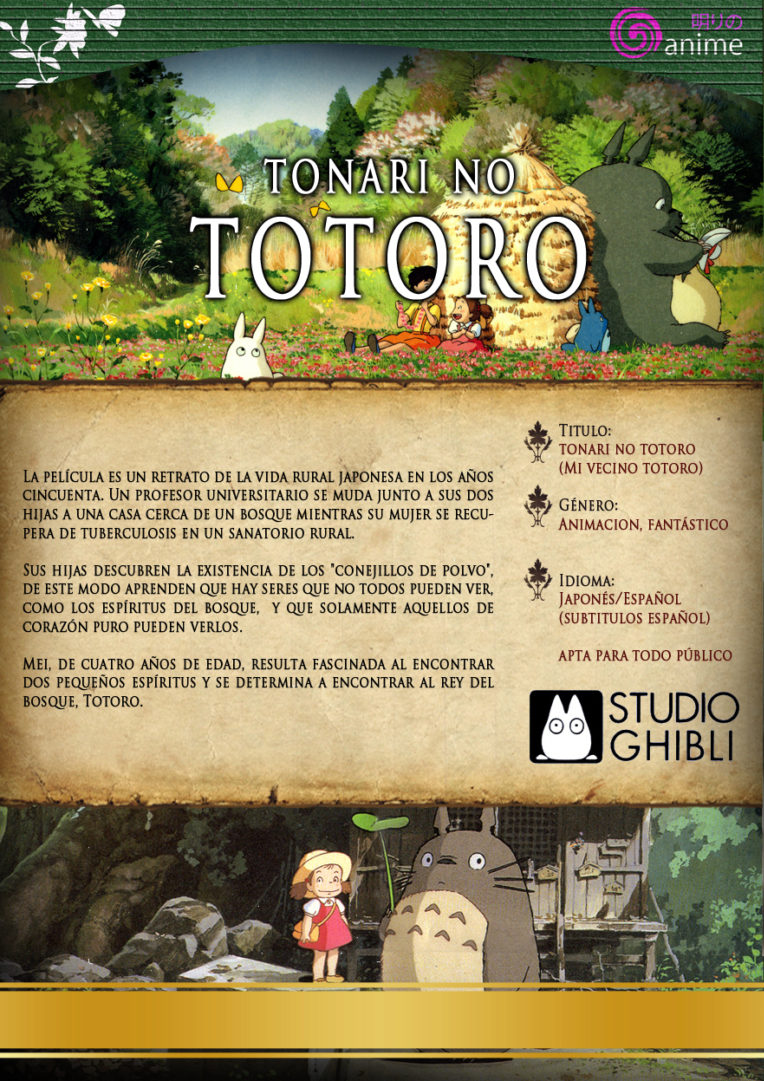 明りの
anime
TONARI NO
TOTORO
LA PELÍCULA ES UN RETRATO DE LA VIDA RURAL JAPONESA EN LOS AÑOS
CINCUENTA. UN PROFESOR UNIVERSITARIO SE MUDA JUNTO A SUS DOS
HIJAS A UNA CASA CERCA DE UN BOSQUE MIENTRAS SU MUJER SE RECU-
PERA DE TUBERCULOSIS EN UN SANATORIO RURAL.
SUS HIJAS DESCUBREN LA EXISTENCIA DE LOS "CONEJILLOS DE POLVO",
DE ESTE MODO APRENDEN QUE HAY SERES QUE NO TODOS PUEDEN VER,
COMO LOS ESPÍRITUS DEL BOSQUE, Y QUE SOLAMENTE AQUELLOS DE
CORAZÓN PURO PUEDEN VERLOS.
MEI, DE CUATRO AÑOS DE EDAD, RESULTA FASCINADA AL ENCONTRAR
DOS PEQUEÑOS ESPÍRITUS Y SE DETERMINA A ENCONTRAR AL REY DEL
BOSQUE, TOTORO.
TITULO:
TONARI NO TOTORO
(MI VECINO TOTORO)
GÉNERO:
ANIMACION, FANTÁSTICO
IDIOMA:
JAPONÉS/ESPAÑOL
(SUBTITULOS ESPAÑOL)
APTA PARA TODO PÚBLICO
STUDIO
GHIBLI